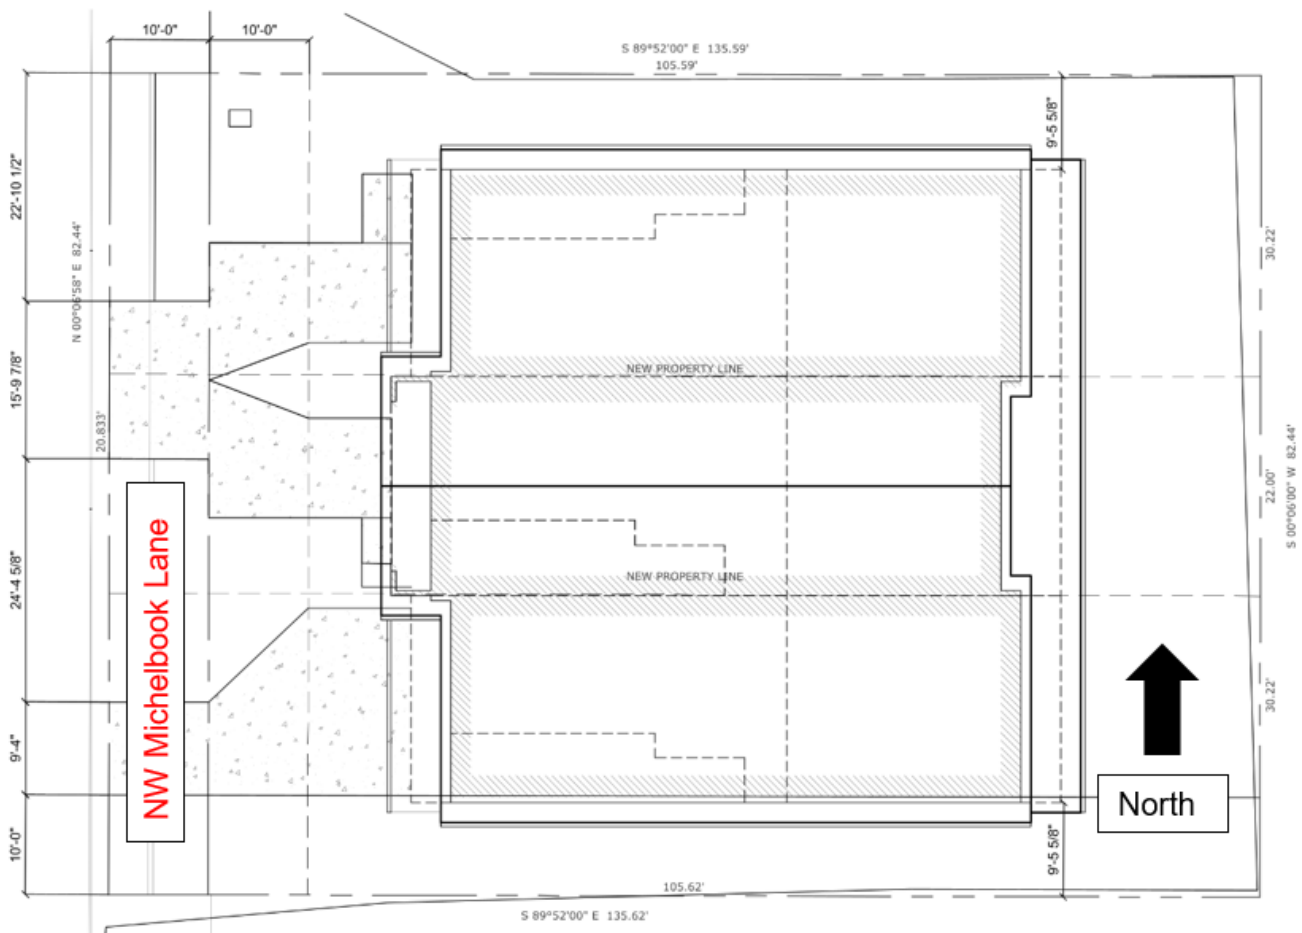 10'-0"
10'-0"
S 89°52'00" E  135.59'
105.59'
9'-5 5/8"
22'-10 1/2"
N 00°06'58" E  82.44'
30.22'
15'-9 7/8"
NEW PROPERTY LINE
20.833'
22.00'
S 00°06'00" W  82.44'
24'-4 5/8"
NEW PROPERTY LINE
NW Michelbook Lane
30.22'
9'-4"
North
10'-0"
9'-5 5/8"
105.62'
S 89°52'00" E  135.62'